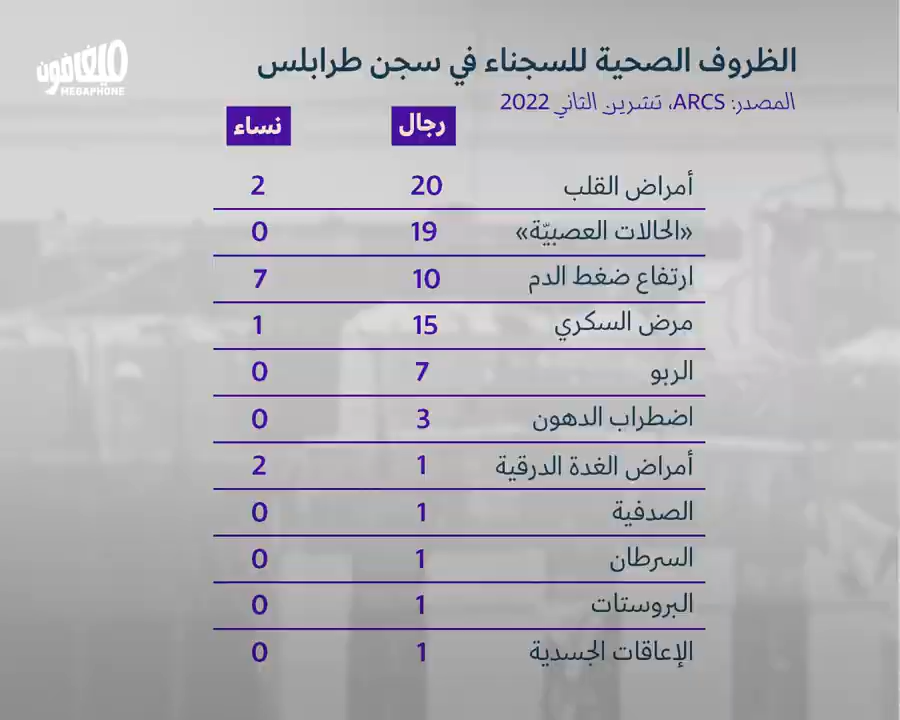 ميغافون
MEGAPHONE
الظروف الصحية للسجناء في سجن طرابلس
المصدر: ARCS، تشرين الثاني 2022
رجال نساء
أمراض القلب 20 2
«الحالات العصبيّة» 19 0
ارتفاع ضغط الدم 10 7
مرض السكري 15 1
الربو 7 0
اضطراب الدهون 3 0
أمراض الغدة الدرقية 1 2
الصدفية 1 0
السرطان 1 0
البروستات 1 0
الإعاقات الجسدية 1 0